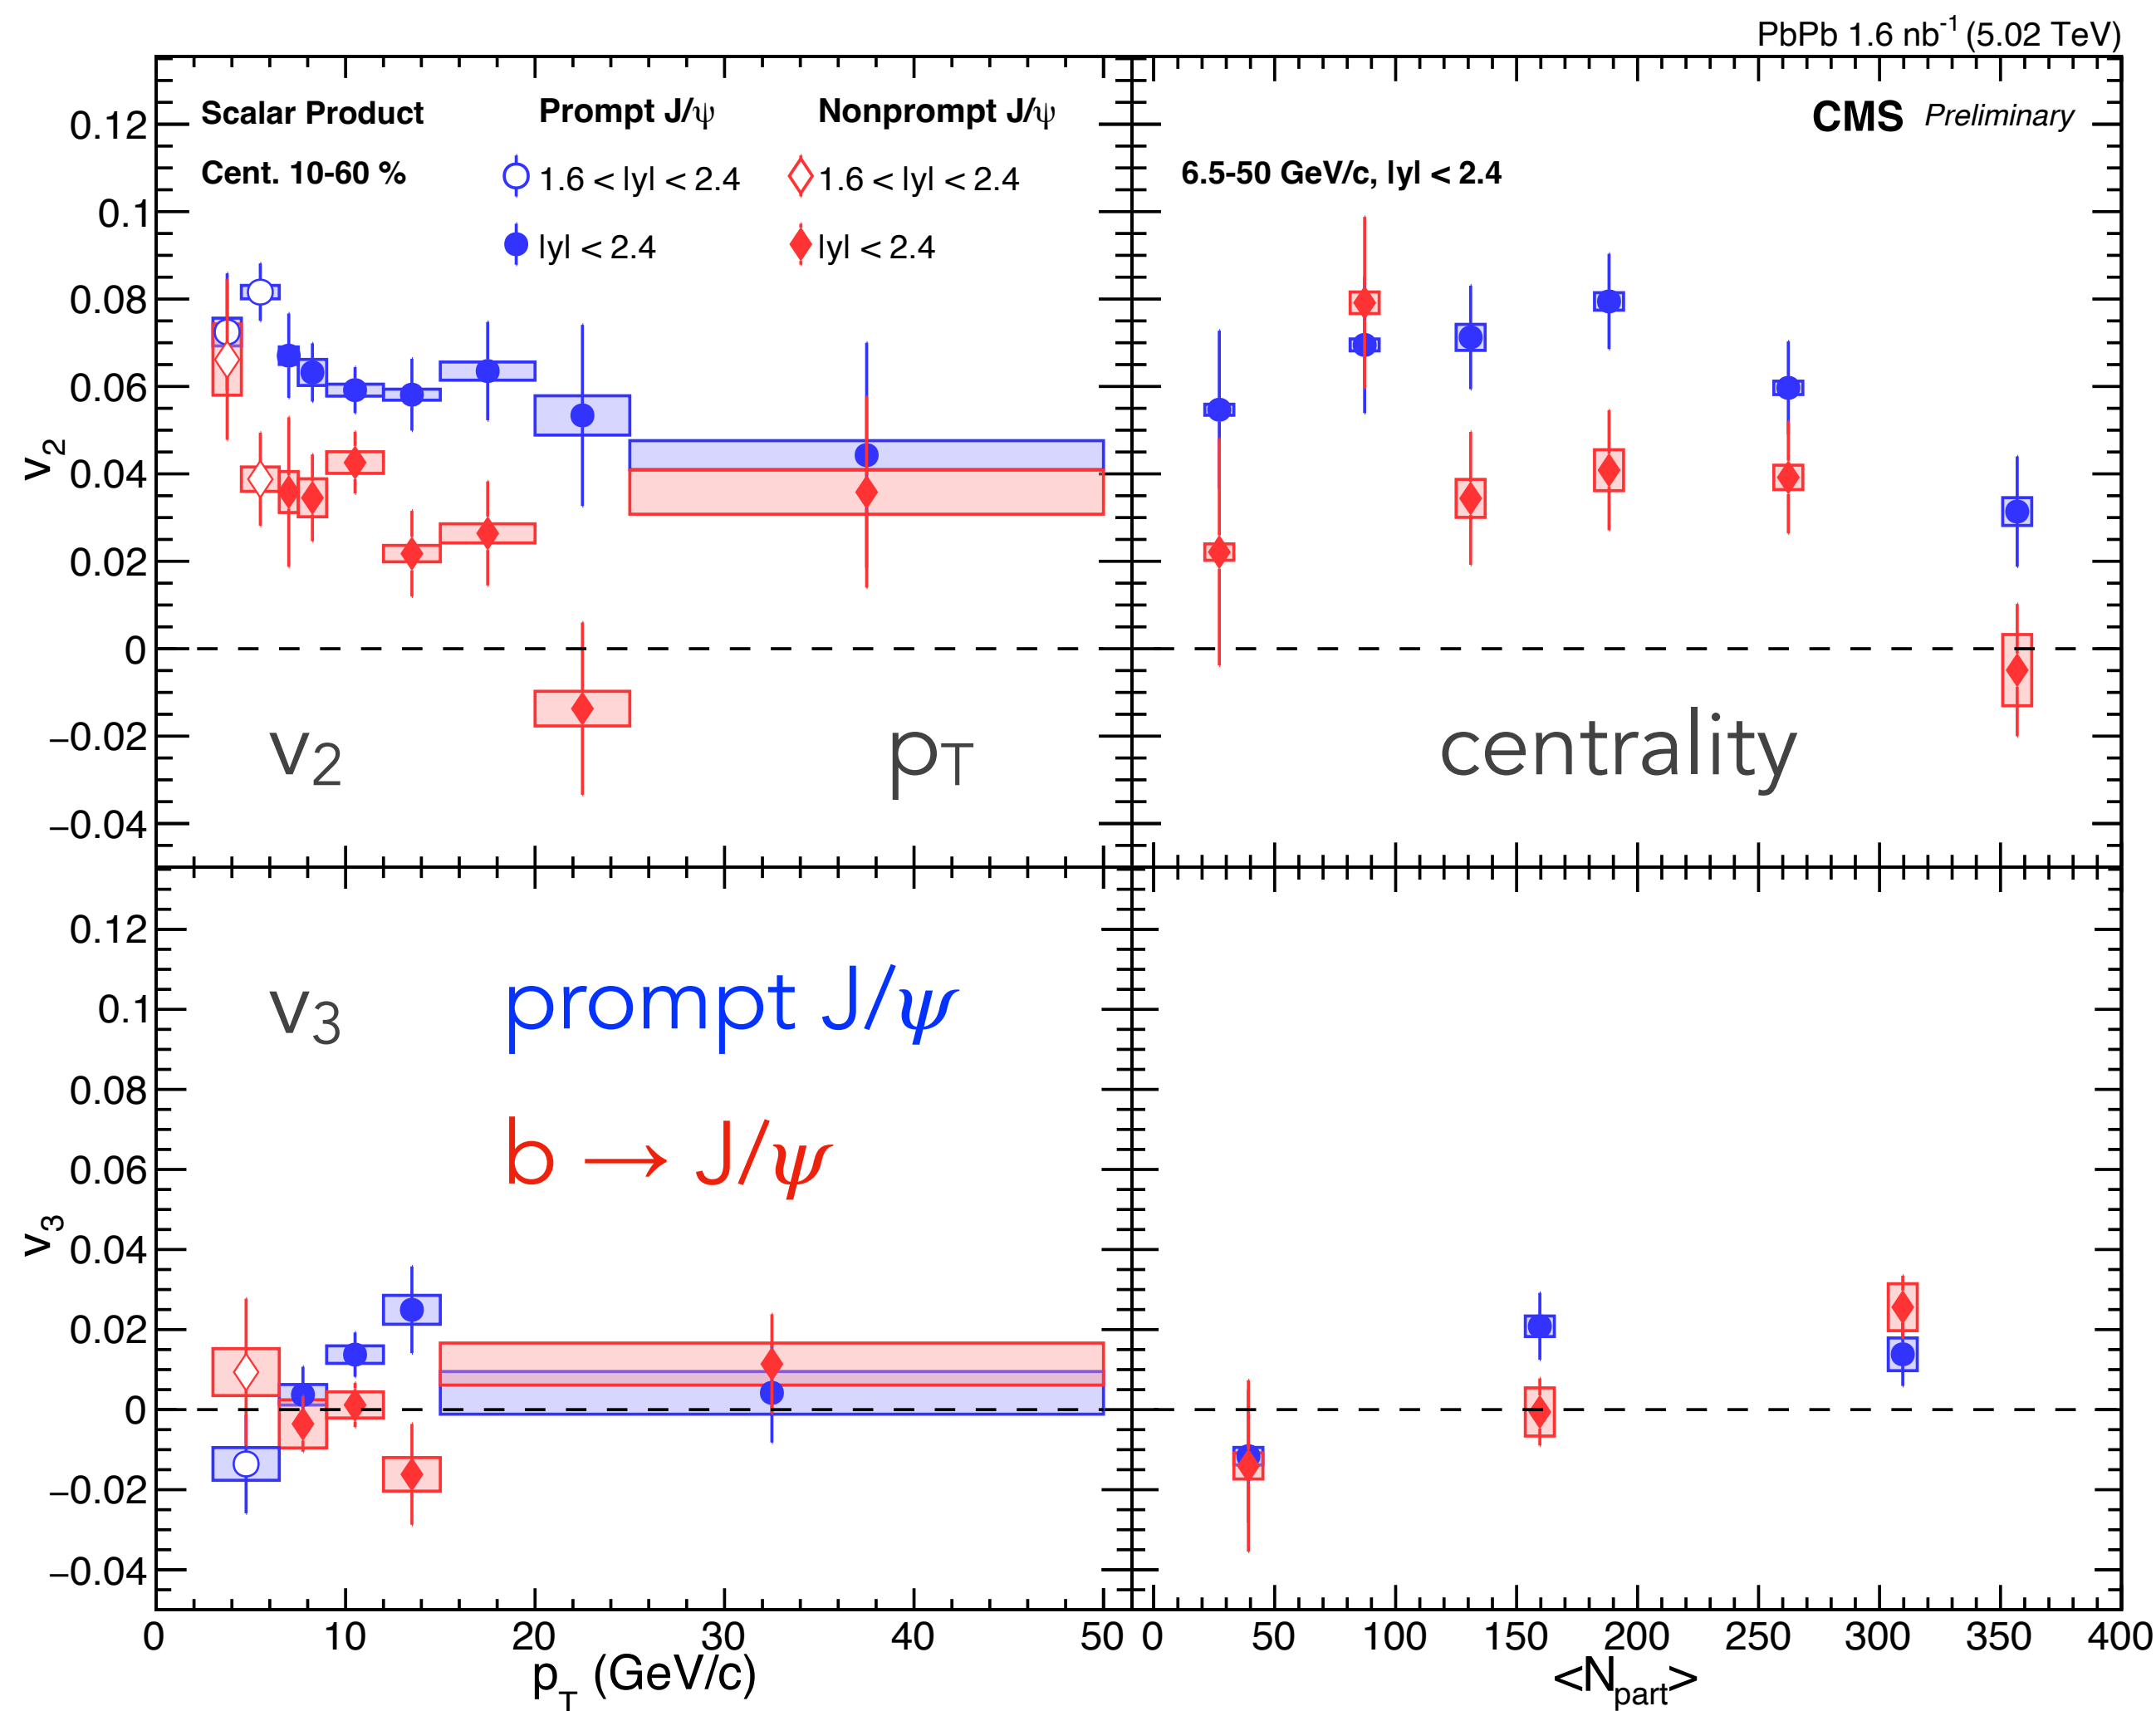 PbPb 1.6 nb⁻¹ (5.02 TeV)
Scalar Product Prompt J/ψ Nonprompt J/ψ
CMS Preliminary
Cent. 10-60 % 1.6 < |y| < 2.4 1.6 < |y| < 2.4
6.5-50 GeV/c, |y| < 2.4
|y| < 2.4 |y| < 2.4
0.12
0.1
0.08
0.06
0.04
0.02
0
−0.02
−0.04
v₂
v₂ p_T
centrality
0.12
0.1
0.08
0.06
0.04
0.02
0
−0.02
−0.04
v₃
v₃ prompt J/ψ
b → J/ψ
0 10 20 30 40 50
p_T (GeV/c)
0 50 100 150 200 250 300 350 400
<N_part>